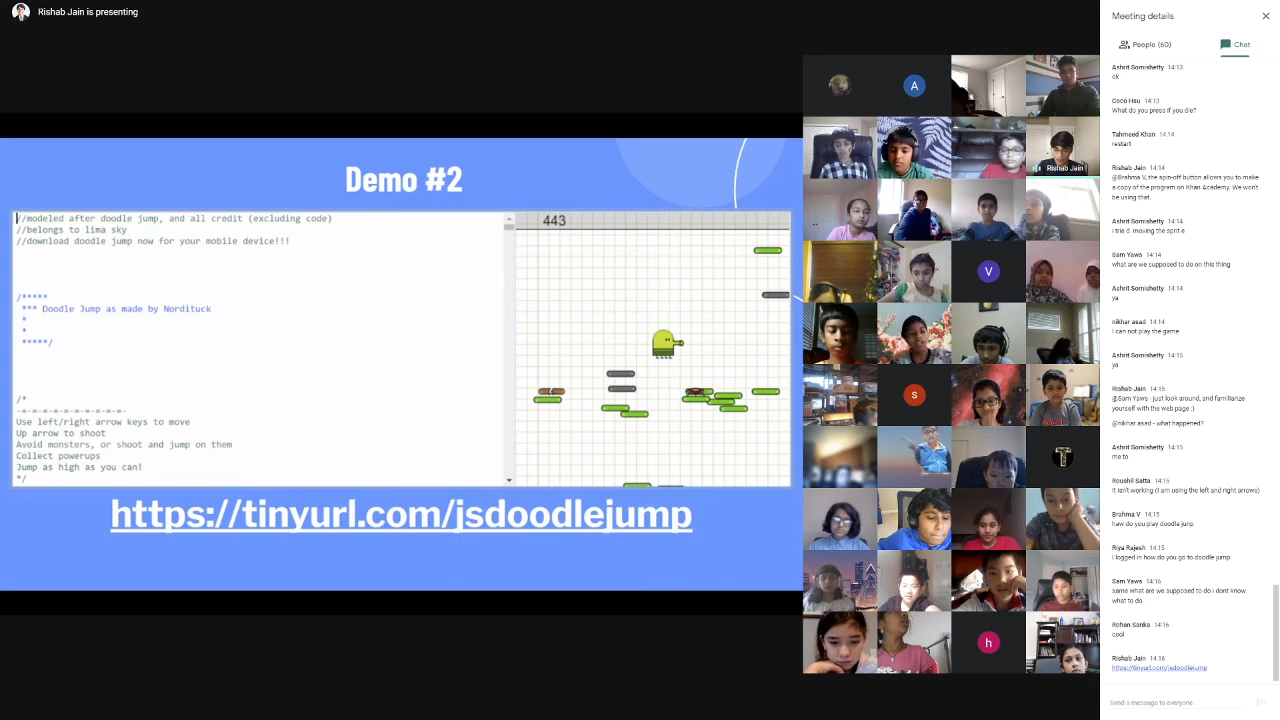 Rishab Jain is presenting
Demo #2
//modeled after doodle jump, and all credit (excluding code)
//belongs to lima sky
//download doodle jump now for your mobile device!!!
/*****
*** Doodle Jump as made by Nordituck
*
*
*****/
/*
-=-=-=-=-=-=-=-=-=-=-
Use left/right arrow keys to move
Up arrow to shoot
Avoid monsters, or shoot and jump on them
Collect powerups
Jump as high as you can!
*/
443
https://tinyurl.com/jsdoodlejump
A
Rishab Jain
V
s
T
h
Meeting details
People (60)
Chat
Ashrit Somishetty 14:13
ok
Coco Hsu 14:13
What do you press if you die?
Tahmeed Khan 14:14
restart
Rishab Jain 14:14
@Brahma V, the spin-off button allows you to
make a copy of the program on Khan Academy. We won't
be using that.
Ashrit Somishetty 14:14
i trie d moving the sprit e
Sam Yaws 14:14
what are we supposed to do on this thing
Ashrit Somishetty 14:14
ya
nikhar asad 14:14
I can not play the game
Ashrit Somishetty 14:15
ya
Rishab Jain 14:15
@Sam Yaws - just look around, and familiarize
yourself with the web page :)
@nikhar asad - what happened?
Ashrit Somishetty 14:15
me to
Roushil Satta 14:15
It isn't working (I am using the left and right arrows)
Brahma V 14:15
haw do you play doodle junp
Riya Rajesh 14:15
I logged in how do you go to doodle jump
Sam Yaws 14:16
same what are we supposed to do i dont know
what to do
Rohan Sanka 14:16
cool
Rishab Jain 14:16
https://tinyurl.com/jsdoodlejump
Send a message to everyone